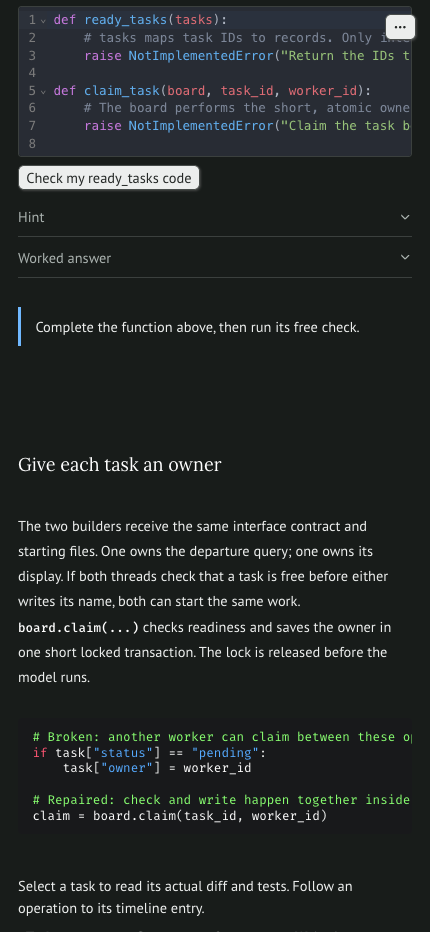 1 def ready_tasks(tasks):
2 # tasks maps task IDs to records. Only inte
3 raise NotImplementedError("Return the IDs t
4
5 def claim_task(board, task_id, worker_id):
6 # The board performs the short, atomic owne
7 raise NotImplementedError("Claim the task b
8
Check my ready_tasks code
Hint
Worked answer
Complete the function above, then run its free check.
Give each task an owner
The two builders receive the same interface contract and
starting files. One owns the departure query; one owns its
display. If both threads check that a task is free before either
writes its name, both can start the same work.
board.claim(...) checks readiness and saves the owner in
one short locked transaction. The lock is released before the
model runs.
# Broken: another worker can claim between these op
if task["status"] == "pending":
task["owner"] = worker_id
# Repaired: check and write happen together inside
claim = board.claim(task_id, worker_id)
Select a task to read its actual diff and tests. Follow an
operation to its timeline entry.